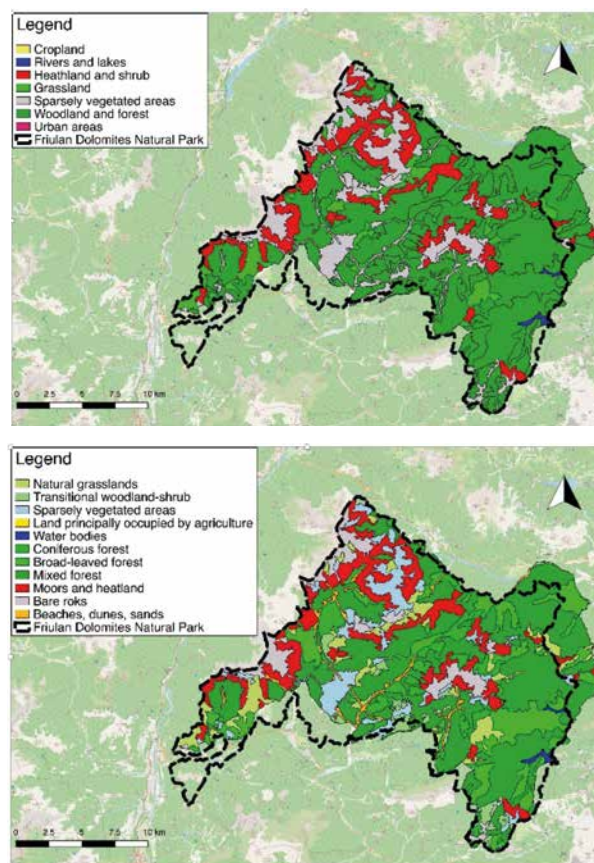 Legend
Cropland
Rivers and lakes
Heathland and shrub
Grassland
Sparsely vegetated areas
Woodland and forest
Urban areas
Friulan Dolomites Natural Park
0 2.5 5 7.5 10 km
Legend
Natural grasslands
Transitional woodland-shrub
Sparsely vegetated areas
Land principally occupied by agriculture
Water bodies
Coniferous forest
Broad-leaved forest
Mixed forest
Moors and heatland
Bare roks
Beaches, dunes, sands
Friulan Dolomites Natural Park
0 2.5 5 7.5 10 km